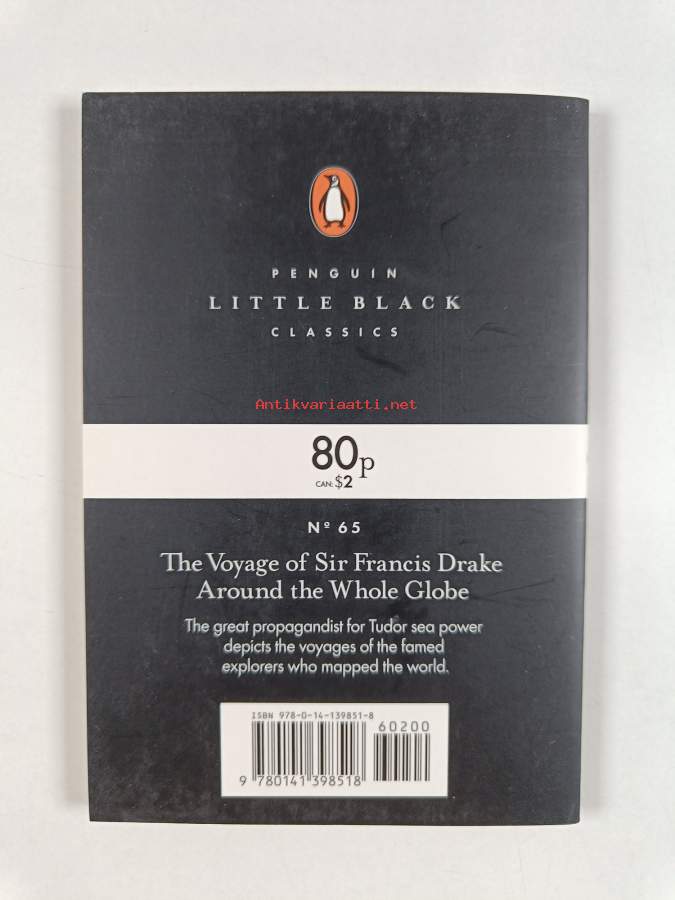 PENGUIN
LITTLE BLACK
CLASSICS
Antikvariaatti.net
80p
CAN: $2
Nº 65
The Voyage of Sir Francis Drake
Around the Whole Globe
The great propagandist for Tudor sea power
depicts the voyages of the famed
explorers who mapped the world.
ISBN 978-0-14-139851-8
60200
9 780141 398518